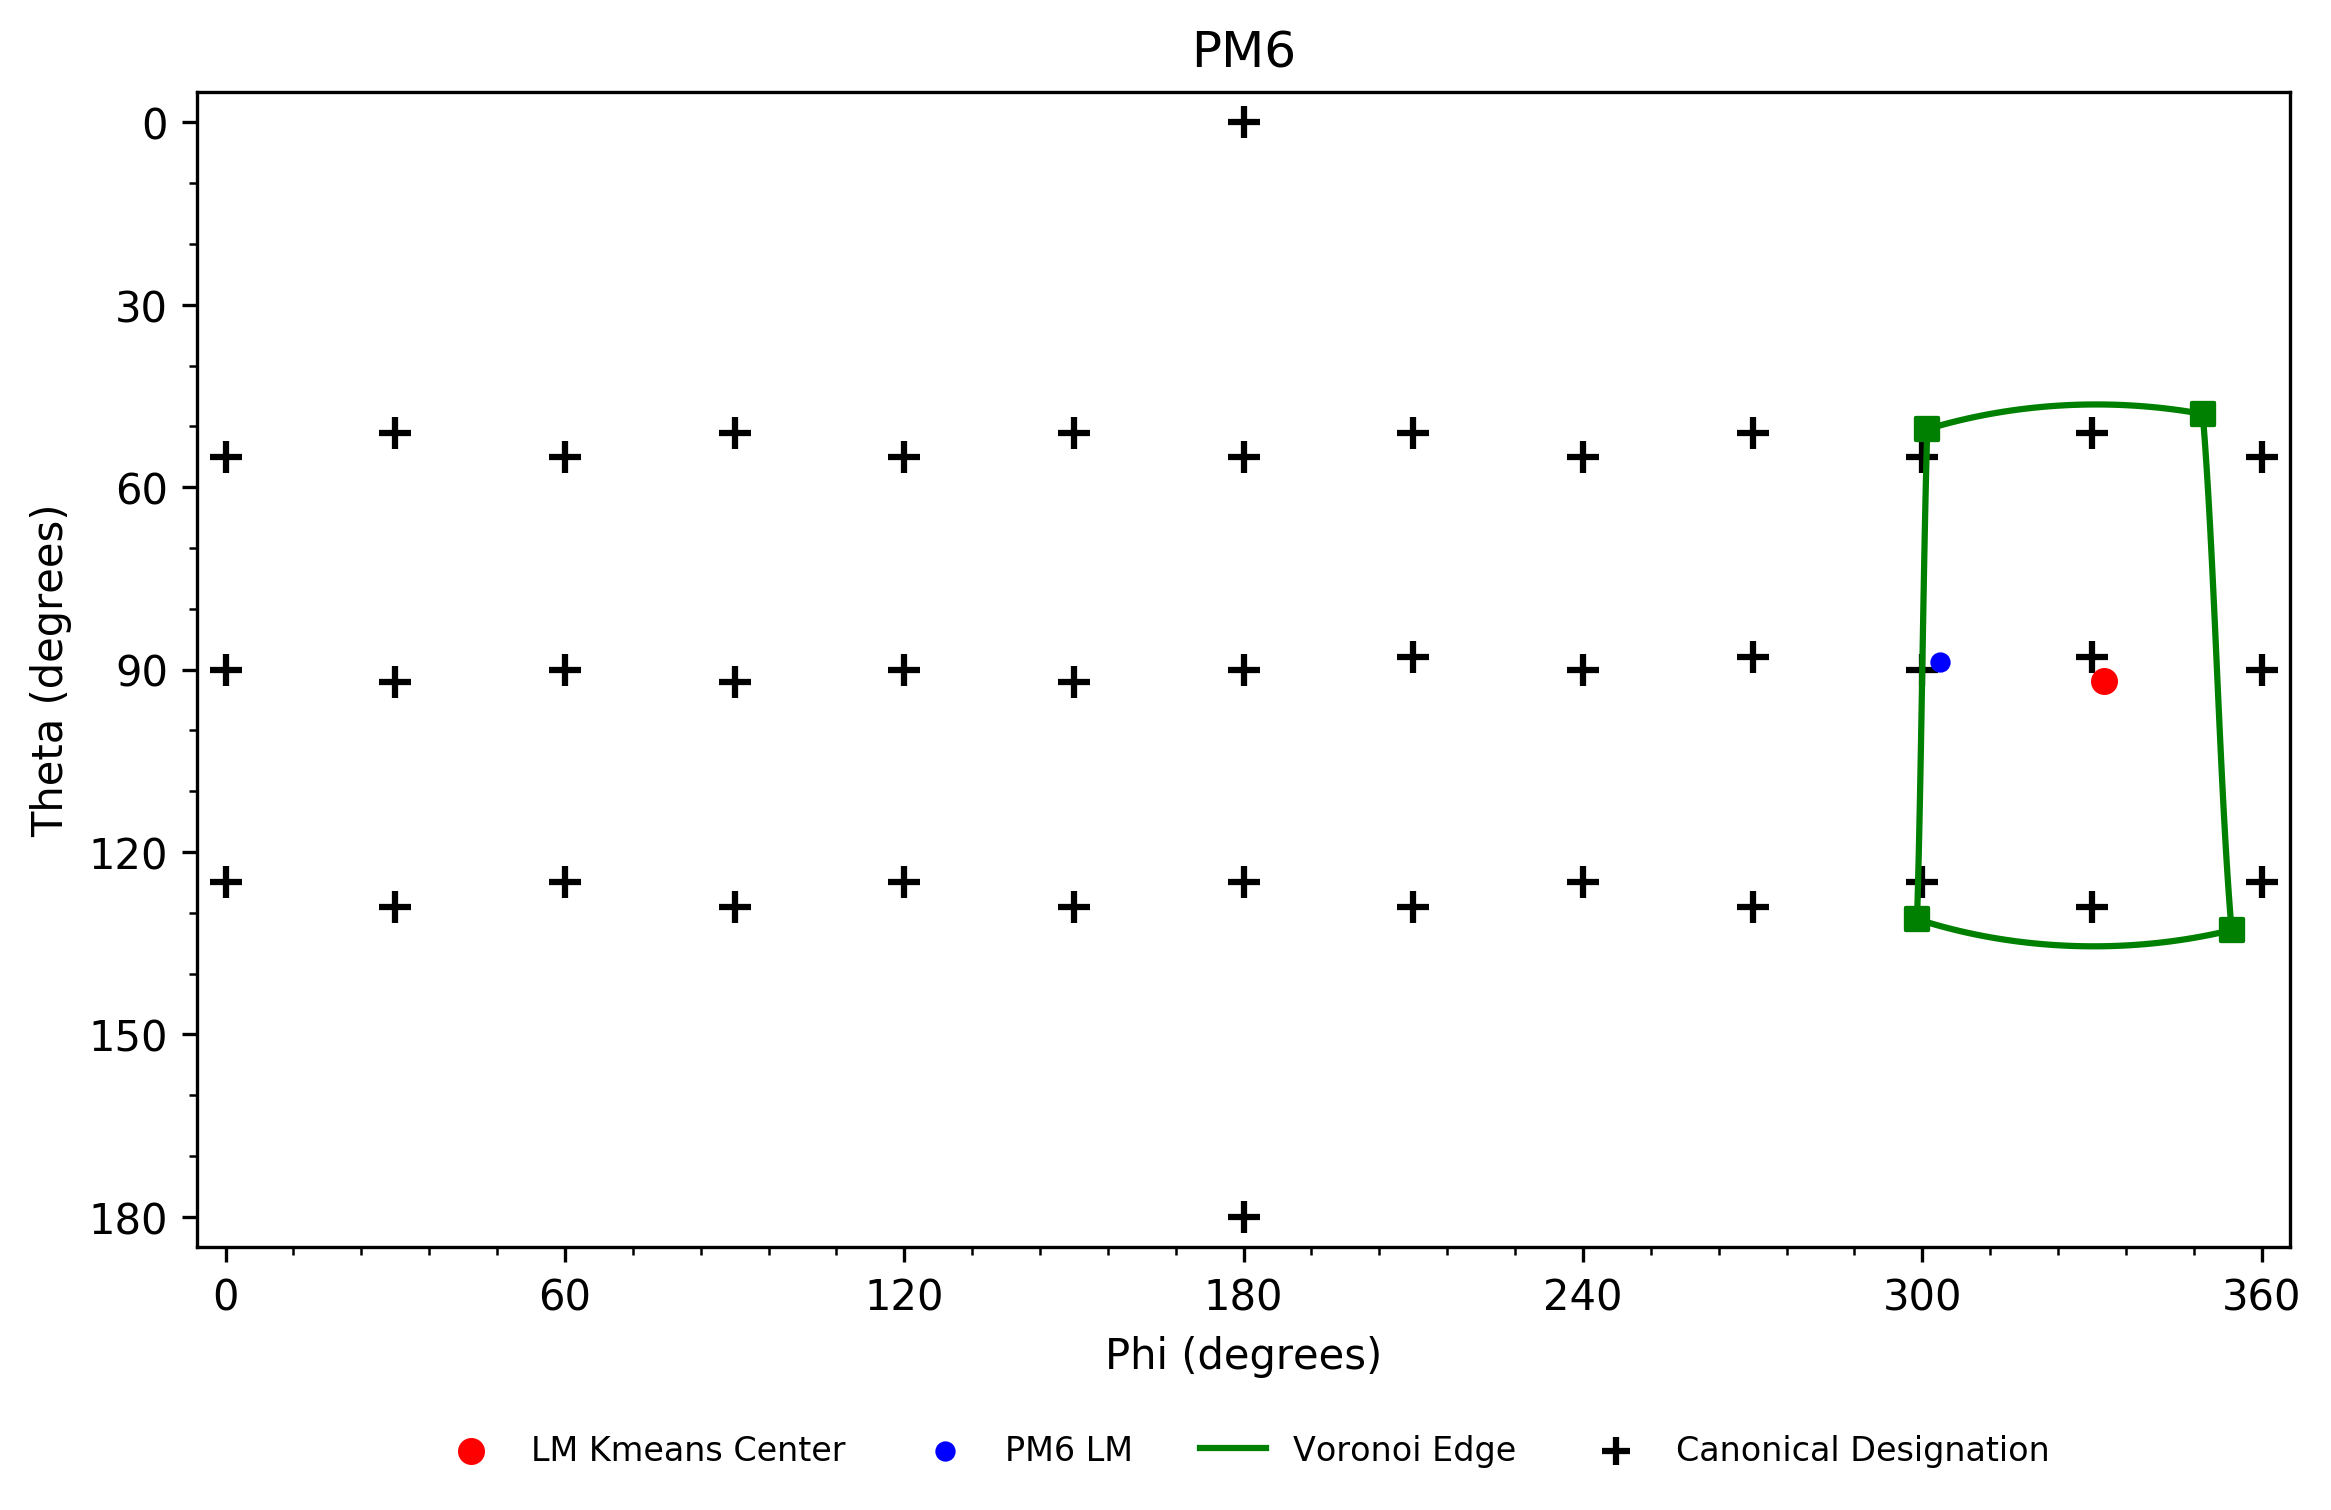 PM6
0
30
60
90
120
150
180
Theta (degrees)
0 60 120 180 240 300 360
Phi (degrees)
LM Kmeans Center PM6 LM Voronoi Edge Canonical Designation